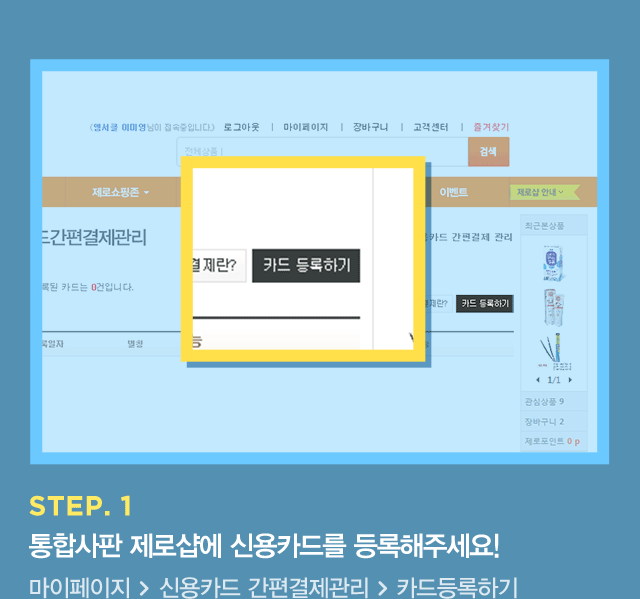 <앰서클 이미영님이 접속중입니다.> 로그아웃 | 마이페이지 | 장바구니 | 고객센터 | 즐겨찾기
전체상품 |
검색
제로쇼핑존
이벤트
제로샵 안내
드간편결제관리
용카드 간편결제 관리
최근본상품
록된 카드는 0건입니다.
결제란?
카드 등록하기
제란?
카드 등록하기
록일자
별칭
능
1/1
관심상품 9
장바구니 2
제로포인트 0 p
STEP. 1
통합사판 제로샵에 신용카드를 등록해주세요!
마이페이지 > 신용카드 간편결제관리 > 카드등록하기